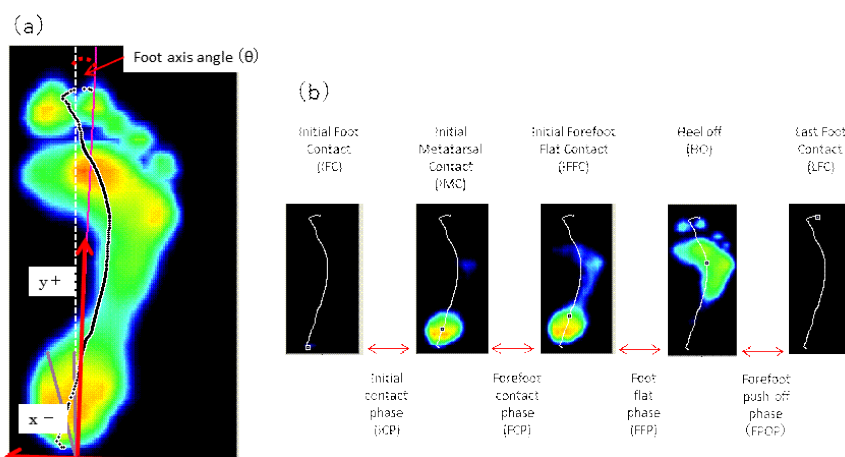 (a)
Foot axis angle (θ)
y+
x−
(b)
Initial Foot
Contact
(IFC)
Initial
Metatarsal
Contact
(IMC)
Initial Forefoot
Flat Contact
(IFFC)
Heel off
(HO)
Last Foot
Contact
(LFC)
Initial
contact
phase
(ICP)
Forefoot
contact
phase
(FCP)
Foot
flat
phase
(FFP)
Forefoot
push off
phase
(FPOP)